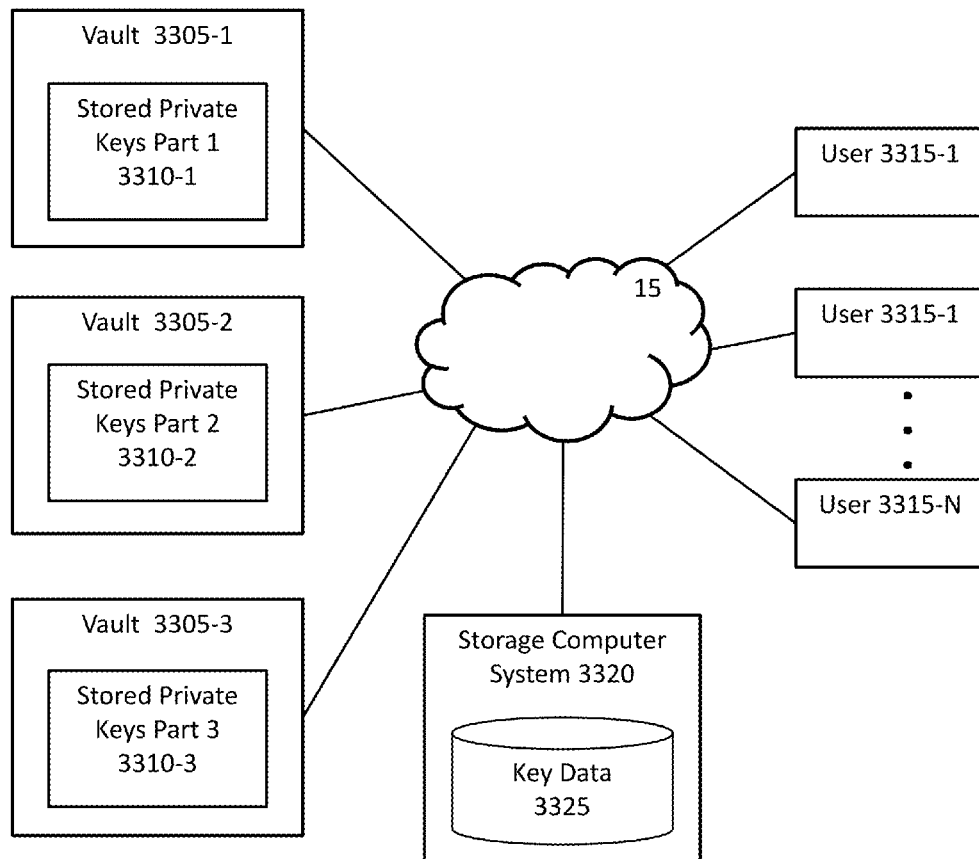 Vault 3305-1
Stored Private
Keys Part 1
3310-1
Vault 3305-2
Stored Private
Keys Part 2
3310-2
Vault 3305-3
Stored Private
Keys Part 3
3310-3
15
User 3315-1
User 3315-1
User 3315-N
Storage Computer
System 3320
Key Data
3325